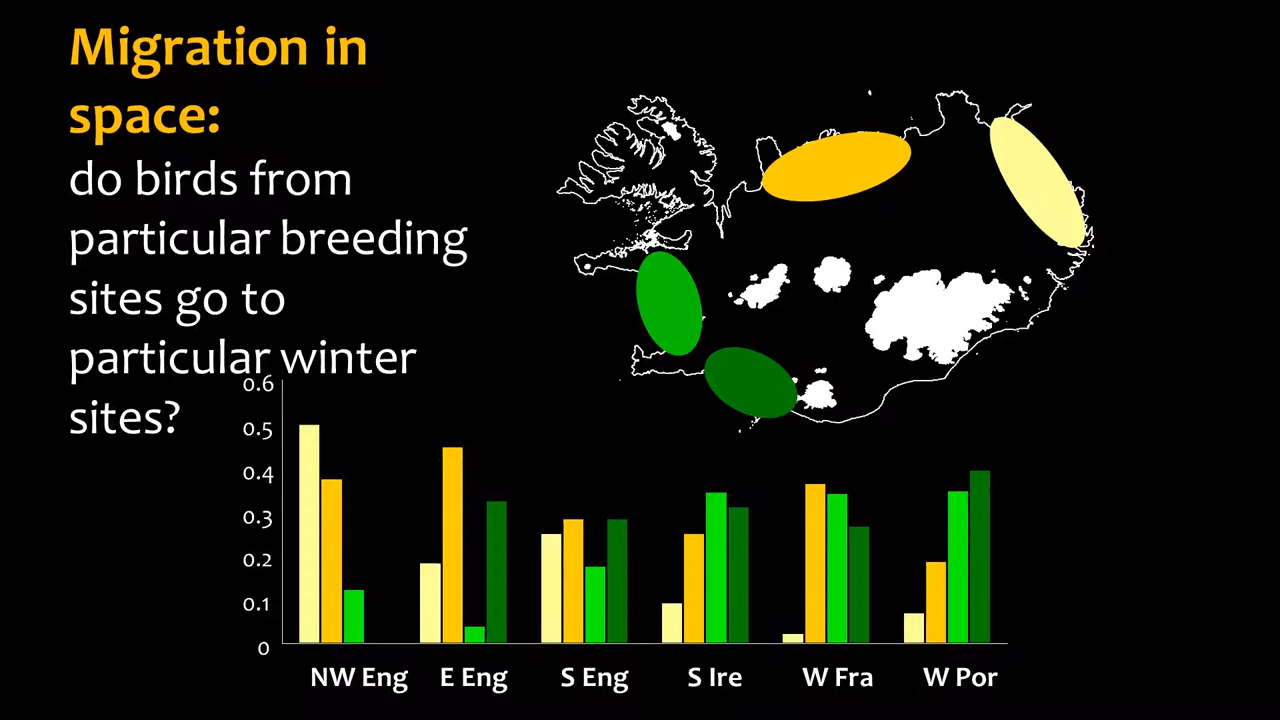 Migration in
space:
do birds from
particular breeding
sites go to
particular winter
sites?
0.6
0.5
0.4
0.3
0.2
0.1
0
NW Eng
E Eng
S Eng
S Ire
W Fra
W Por